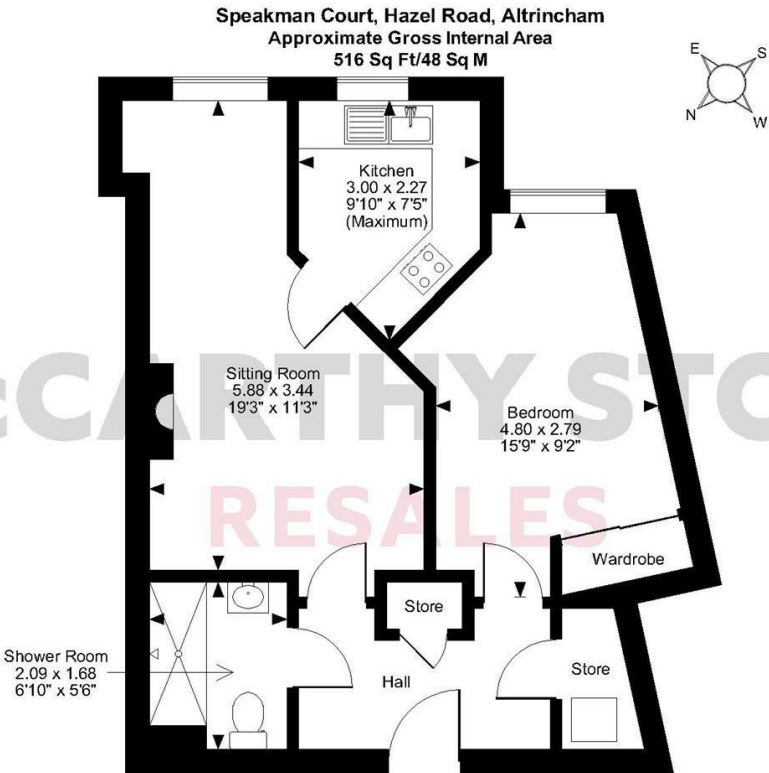 Speakman Court, Hazel Road, Altrincham
Approximate Gross Internal Area
516 Sq Ft/48 Sq M
E
S
N
W
Kitchen
3.00 x 2.27
9'10" x 7'5"
(Maximum)
Sitting Room
5.88 x 3.44
19'3" x 11'3"
Bedroom
4.80 x 2.79
15'9" x 9'2"
cCARTHY STO
RESALES
Wardrobe
Store
Shower Room
2.09 x 1.68
6'10" x 5'6"
Hall
Store